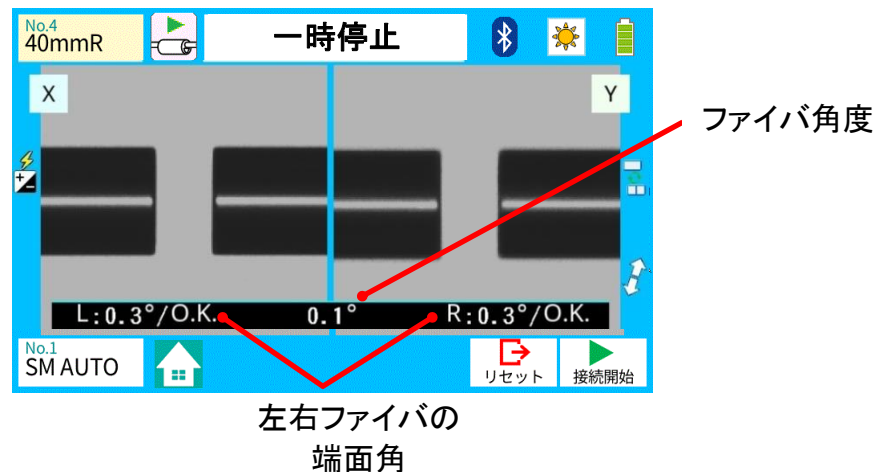 No.4
40mmR
一時停止
X
Y
ファイバ角度
L:0.3°/O.K.
0.1°
R:0.3°/O.K.
No.1
SM AUTO
リセット
接続開始
左右ファイバの
端面角